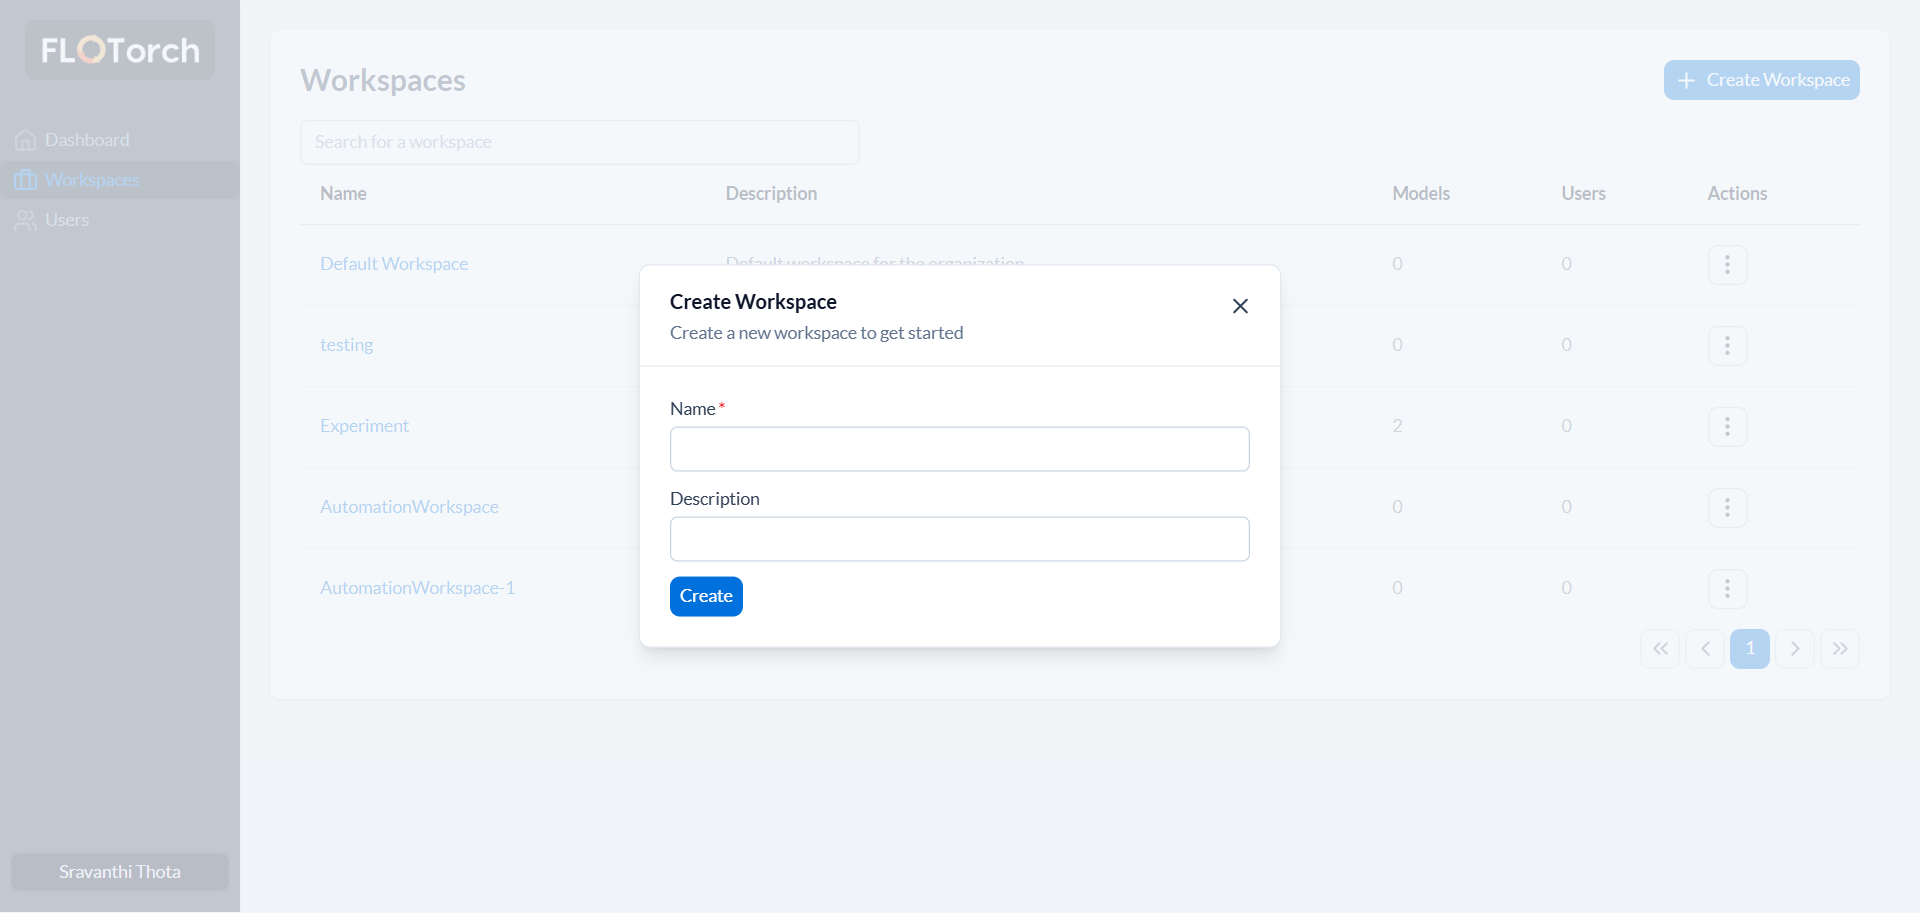 FLOTorch
Dashboard
Workspaces
Users
Sravanthi Thota
Workspaces
Create Workspace
Search for a workspace
Name Description Models Users Actions
Default Workspace Default workspace for the organization 0 0
testing 0 0
Experiment 2 0
AutomationWorkspace 0 0
AutomationWorkspace-1 0 0
1
Create Workspace
Create a new workspace to get started
Name *
Description
Create